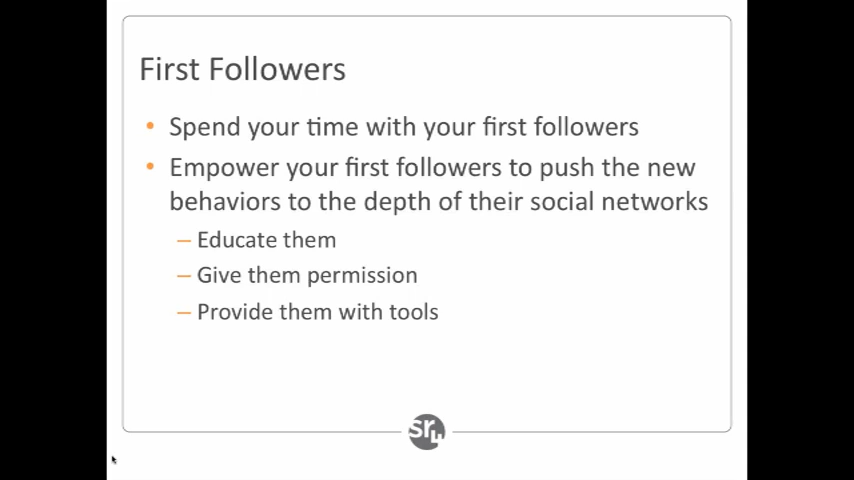 First Followers
• Spend your time with your first followers
• Empower your first followers to push the new
behaviors to the depth of their social networks
– Educate them
– Give them permission
– Provide them with tools
sr4